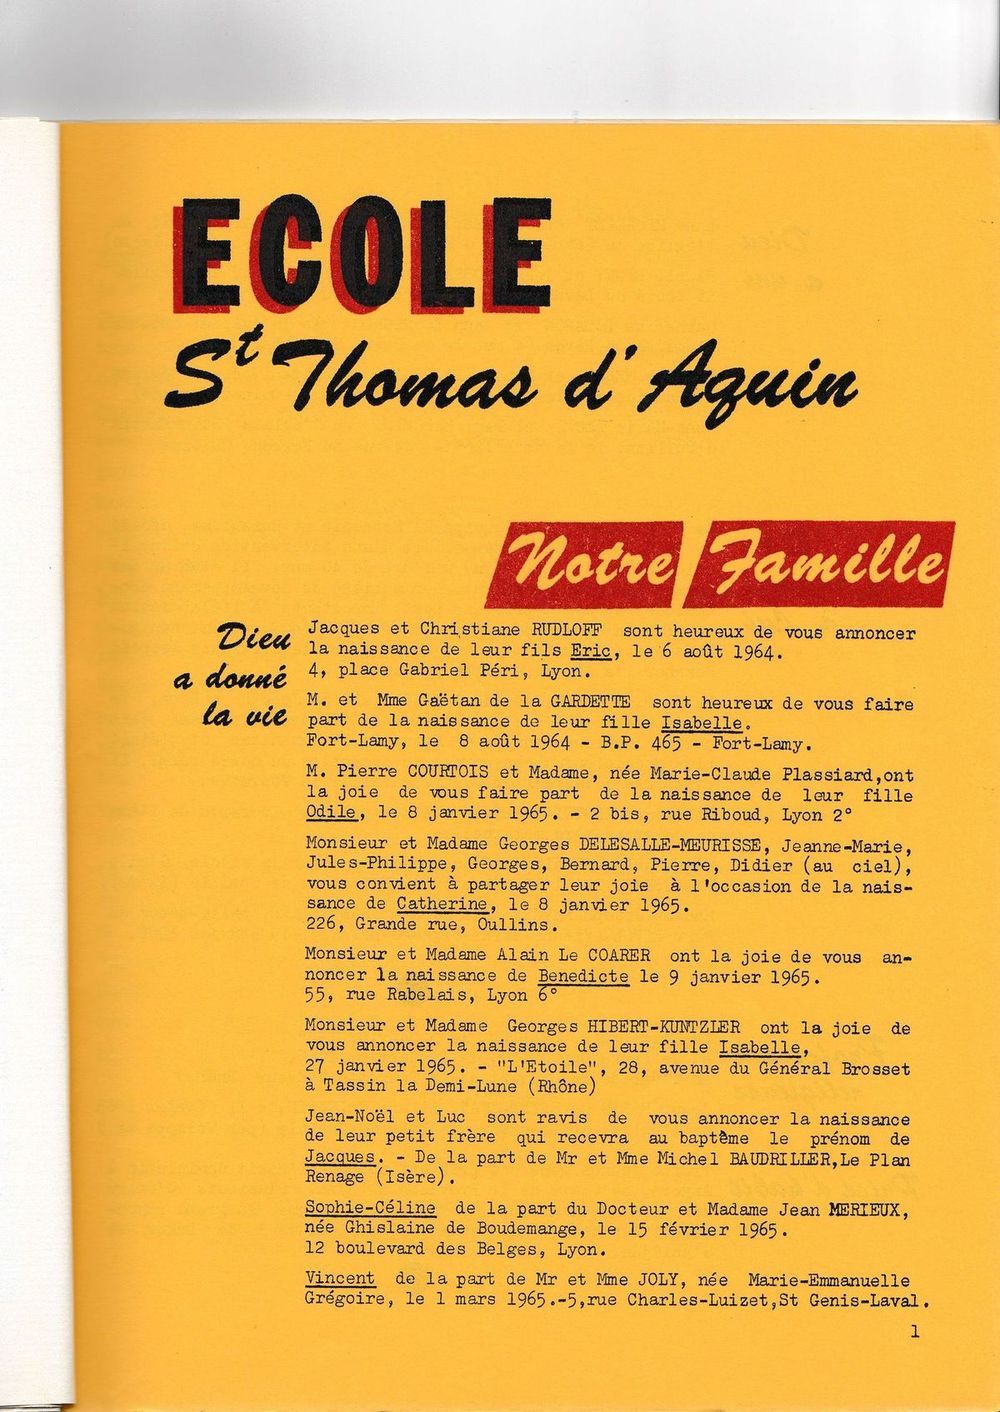 ECOLE
St Thomas d'Aquin
Notre Famille
Dieu
a donné
la vie
Jacques et Christiane RUDLOFF sont heureux de vous annoncer
la naissance de leur fils Eric, le 6 août 1964.
4, place Gabriel Péri, Lyon.
M. et Mme Gaëtan de la GARDETTE sont heureux de vous faire
part de la naissance de leur fille Isabelle.
Fort-Lamy, le 8 août 1964 - B.P. 465 - Fort-Lamy.
M. Pierre COURTOIS et Madame, née Marie-Claude Plassiard,ont
la joie de vous faire part de la naissance de leur fille
Odile, le 8 janvier 1965. - 2 bis, rue Riboud, Lyon 2°
Monsieur et Madame Georges DELESALLE-MEURISSE, Jeanne-Marie,
Jules-Philippe, Georges, Bernard, Pierre, Didier (au ciel),
vous convient à partager leur joie à l'occasion de la nais-
sance de Catherine, le 8 janvier 1965.
226, Grande rue, Oullins.
Monsieur et Madame Alain Le COARER ont la joie de vous an-
noncer la naissance de Benedicte le 9 janvier 1965.
55, rue Rabelais, Lyon 6°
Monsieur et Madame Georges HIBERT-KUNTZLER ont la joie de
vous annoncer la naissance de leur fille Isabelle,
27 janvier 1965. - "L'Etoile", 28, avenue du Général Brosset
à Tassin la Demi-Lune (Rhône)
Jean-Noël et Luc sont ravis de vous annoncer la naissance
de leur petit frère qui recevra au baptême le prénom de
Jacques. - De la part de Mr et Mme Michel BAUDRILLER,Le Plan
Renage (Isère).
Sophie-Céline de la part du Docteur et Madame Jean MERIEUX,
née Ghislaine de Boudemange, le 15 février 1965.
12 boulevard des Belges, Lyon.
Vincent de la part de Mr et Mme JOLY, née Marie-Emmanuelle
Grégoire, le 1 mars 1965.-5,rue Charles-Luizet,St Genis-Laval.
1